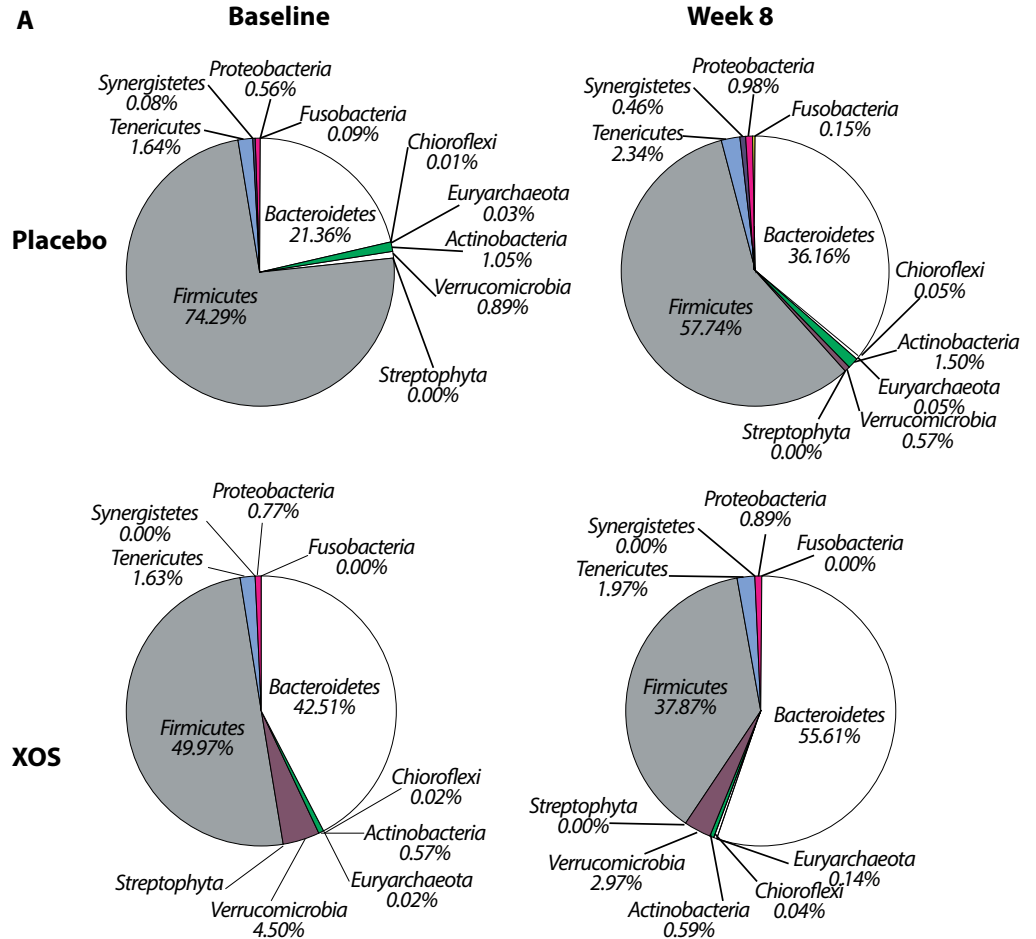 A
Baseline
Week 8
Placebo
Synergistetes
0.08%
Proteobacteria
0.56%
Tenericutes
1.64%
Fusobacteria
0.09%
Chioroflexi
0.01%
Euryarchaeota
0.03%
Bacteroidetes
21.36%
Actinobacteria
1.05%
Verrucomicrobia
0.89%
Firmicutes
74.29%
Streptophyta
0.00%
Proteobacteria
0.98%
Synergistetes
0.46%
Fusobacteria
0.15%
Tenericutes
2.34%
Bacteroidetes
36.16%
Chioroflexi
0.05%
Firmicutes
57.74%
Actinobacteria
1.50%
Euryarchaeota
0.05%
Verrucomicrobia
0.57%
Streptophyta
0.00%
XOS
Proteobacteria
0.77%
Synergistetes
0.00%
Fusobacteria
0.00%
Tenericutes
1.63%
Bacteroidetes
42.51%
Firmicutes
49.97%
Chioroflexi
0.02%
Actinobacteria
0.57%
Euryarchaeota
0.02%
Streptophyta
Verrucomicrobia
4.50%
Proteobacteria
0.89%
Synergistetes
0.00%
Fusobacteria
0.00%
Tenericutes
1.97%
Firmicutes
37.87%
Bacteroidetes
55.61%
Streptophyta
0.00%
Verrucomicrobia
2.97%
Euryarchaeota
0.14%
Chioroflexi
0.04%
Actinobacteria
0.59%